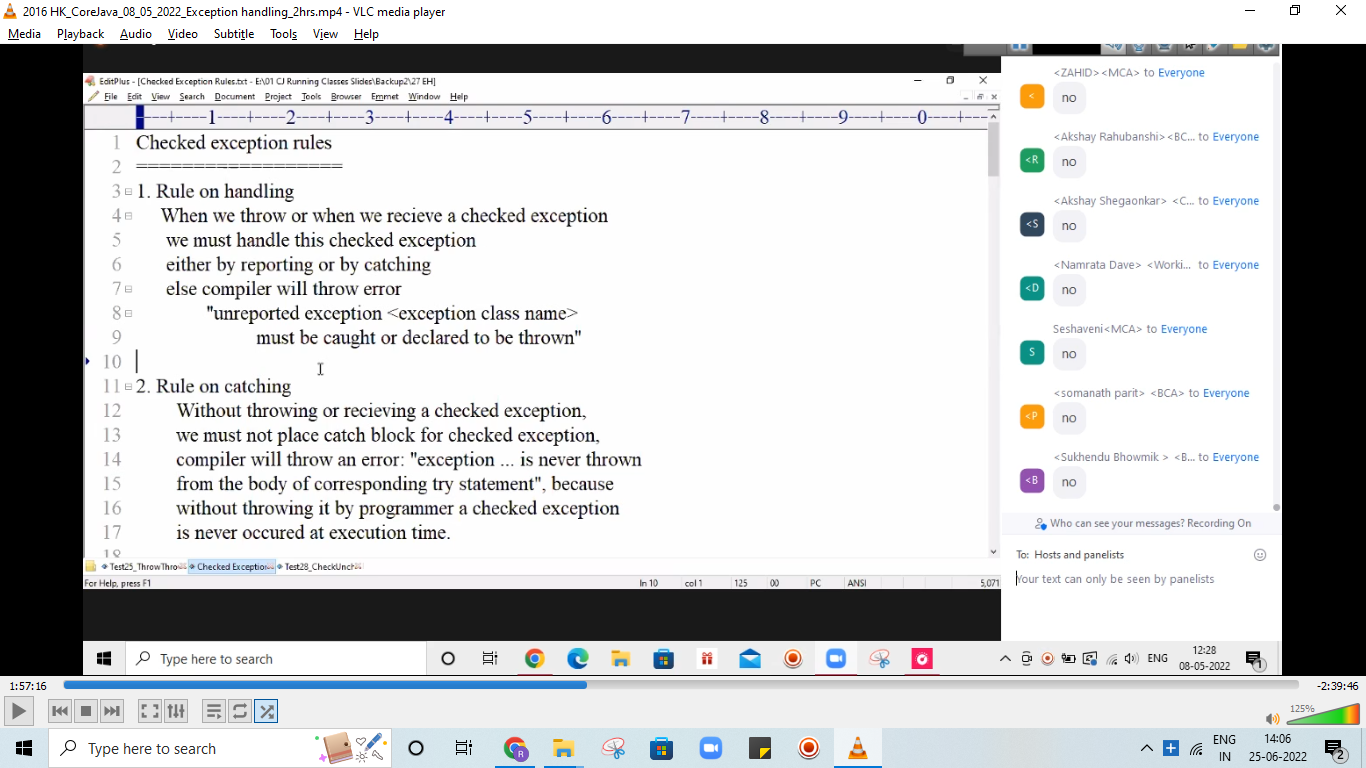 2016 HK_CoreJava_08_05_2022_Exception handling_2hrs.mp4 - VLC media player
Media Playback Audio Video Subtitle Tools View Help
EditPlus - [Checked Exception Rules.txt - E:\01 CJ Running Classes Slides\Backup2\27 EH]
File Edit View Search Document Project Tools Browser Emmet Window Help
----+----1----+----2----+----3----+----4----+----5----+----6----+----7----+----8----+----9----+----0----+---
1 Checked exception rules
2 ==================
3 1. Rule on handling
4 When we throw or when we recieve a checked exception
5 we must handle this checked exception
6 either by reporting or by catching
7 else compiler will throw error
8 "unreported exception <exception class name>
9 must be caught or declared to be thrown"
10
11 2. Rule on catching
12 Without throwing or recieving a checked exception,
13 we must not place catch block for checked exception,
14 compiler will throw an error: "exception ... is never thrown
15 from the body of corresponding try statement", because
16 without throwing it by programmer a checked exception
17 is never occured at execution time.
18
Test25_ThrowThro Checked Exception Test28_CheckUnch
For Help, press F1 ln 10 col 1 125 00 PC ANSI 5,071
<ZAHID><MCA> to Everyone
< no
<Akshay Rahubanshi><BC... to Everyone
<R no
<Akshay Shegaonkar> <C... to Everyone
<S no
<Namrata Dave> <Worki... to Everyone
<D no
Seshaveni<MCA> to Everyone
S no
<somanath parit> <BCA> to Everyone
<P no
<Sukhendu Bhowmik > <B... to Everyone
<B no
Who can see your messages? Recording On
To: Hosts and panelists
Your text can only be seen by panelists
Type here to search
ENG 12:28
08-05-2022 1
1:57:16 -2:39:46
125%
Type here to search
R ENG 14:06
IN 25-06-2022 2